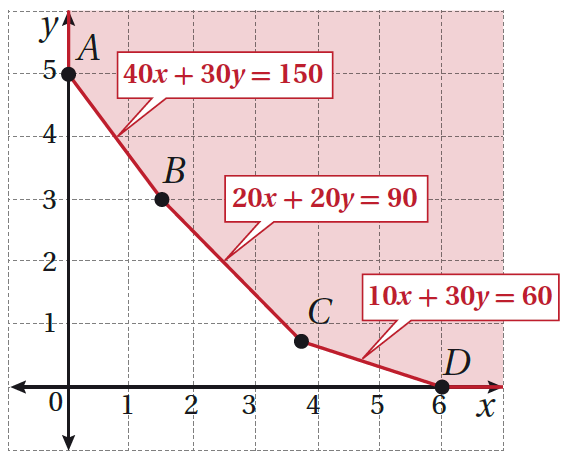 y
A
5
40x + 30y = 150
4
B
3
20x + 20y = 90
2
10x + 30y = 60
C
1
D
0 1 2 3 4 5 6 x